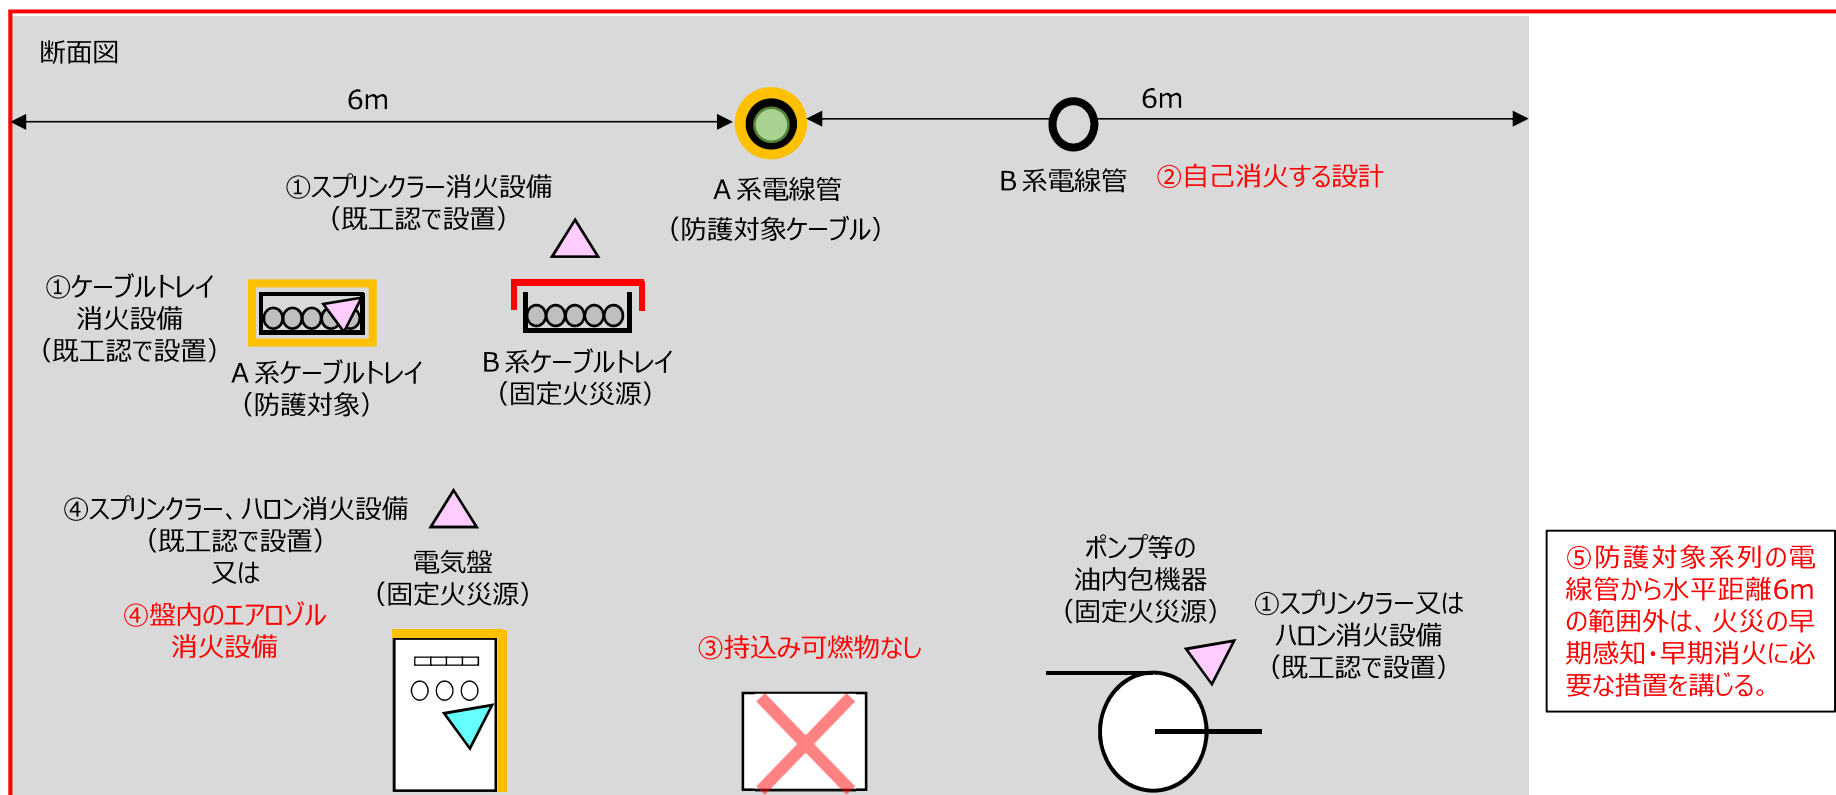 断面図
6m
6m
A系電線管
(防護対象ケーブル)
B系電線管
②自己消火する設計
①スプリンクラー消火設備
(既工認で設置)
①ケーブルトレイ
消火設備
(既工認で設置)
A系ケーブルトレイ
(防護対象)
B系ケーブルトレイ
(固定火災源)
④スプリンクラー、ハロン消火設備
(既工認で設置)
又は
④盤内のエアロゾル
消火設備
電気盤
(固定火災源)
③持込み可燃物なし
ポンプ等の
油内包機器
(固定火災源)
①スプリンクラー又は
ハロン消火設備
(既工認で設置)
⑤防護対象系列の電
線管から水平距離6m
の範囲外は、火災の早
期感知・早期消火に必
要な措置を講じる。